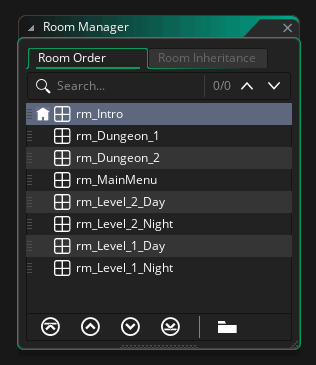 Room Manager
Room Order
Room Inheritance
Search...
0/0
rm_Intro
rm_Dungeon_1
rm_Dungeon_2
rm_MainMenu
rm_Level_2_Day
rm_Level_2_Night
rm_Level_1_Day
rm_Level_1_Night